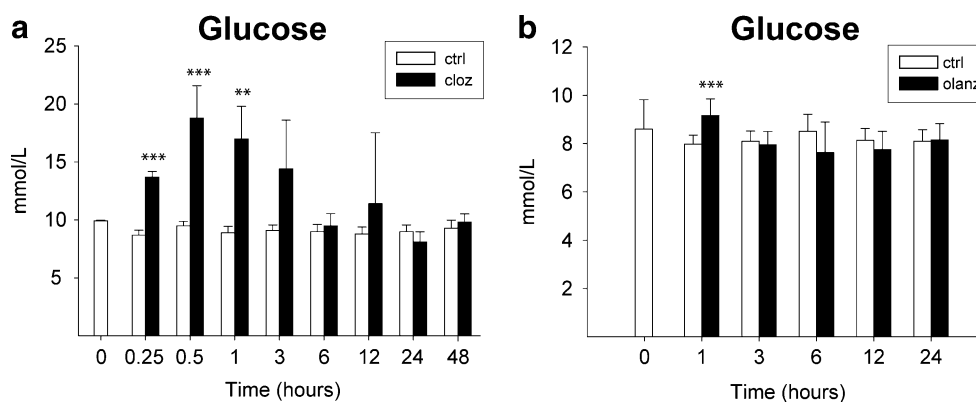 a
Glucose
25
20
15
10
5
mmol/L
ctrl
cloz
***
***
**
0 0.25 0.5 1 3 6 12 24 48
Time (hours)
b
Glucose
12
10
8
6
4
2
mmol/L
ctrl
olanz
***
0 1 3 6 12 24
Time (hours)